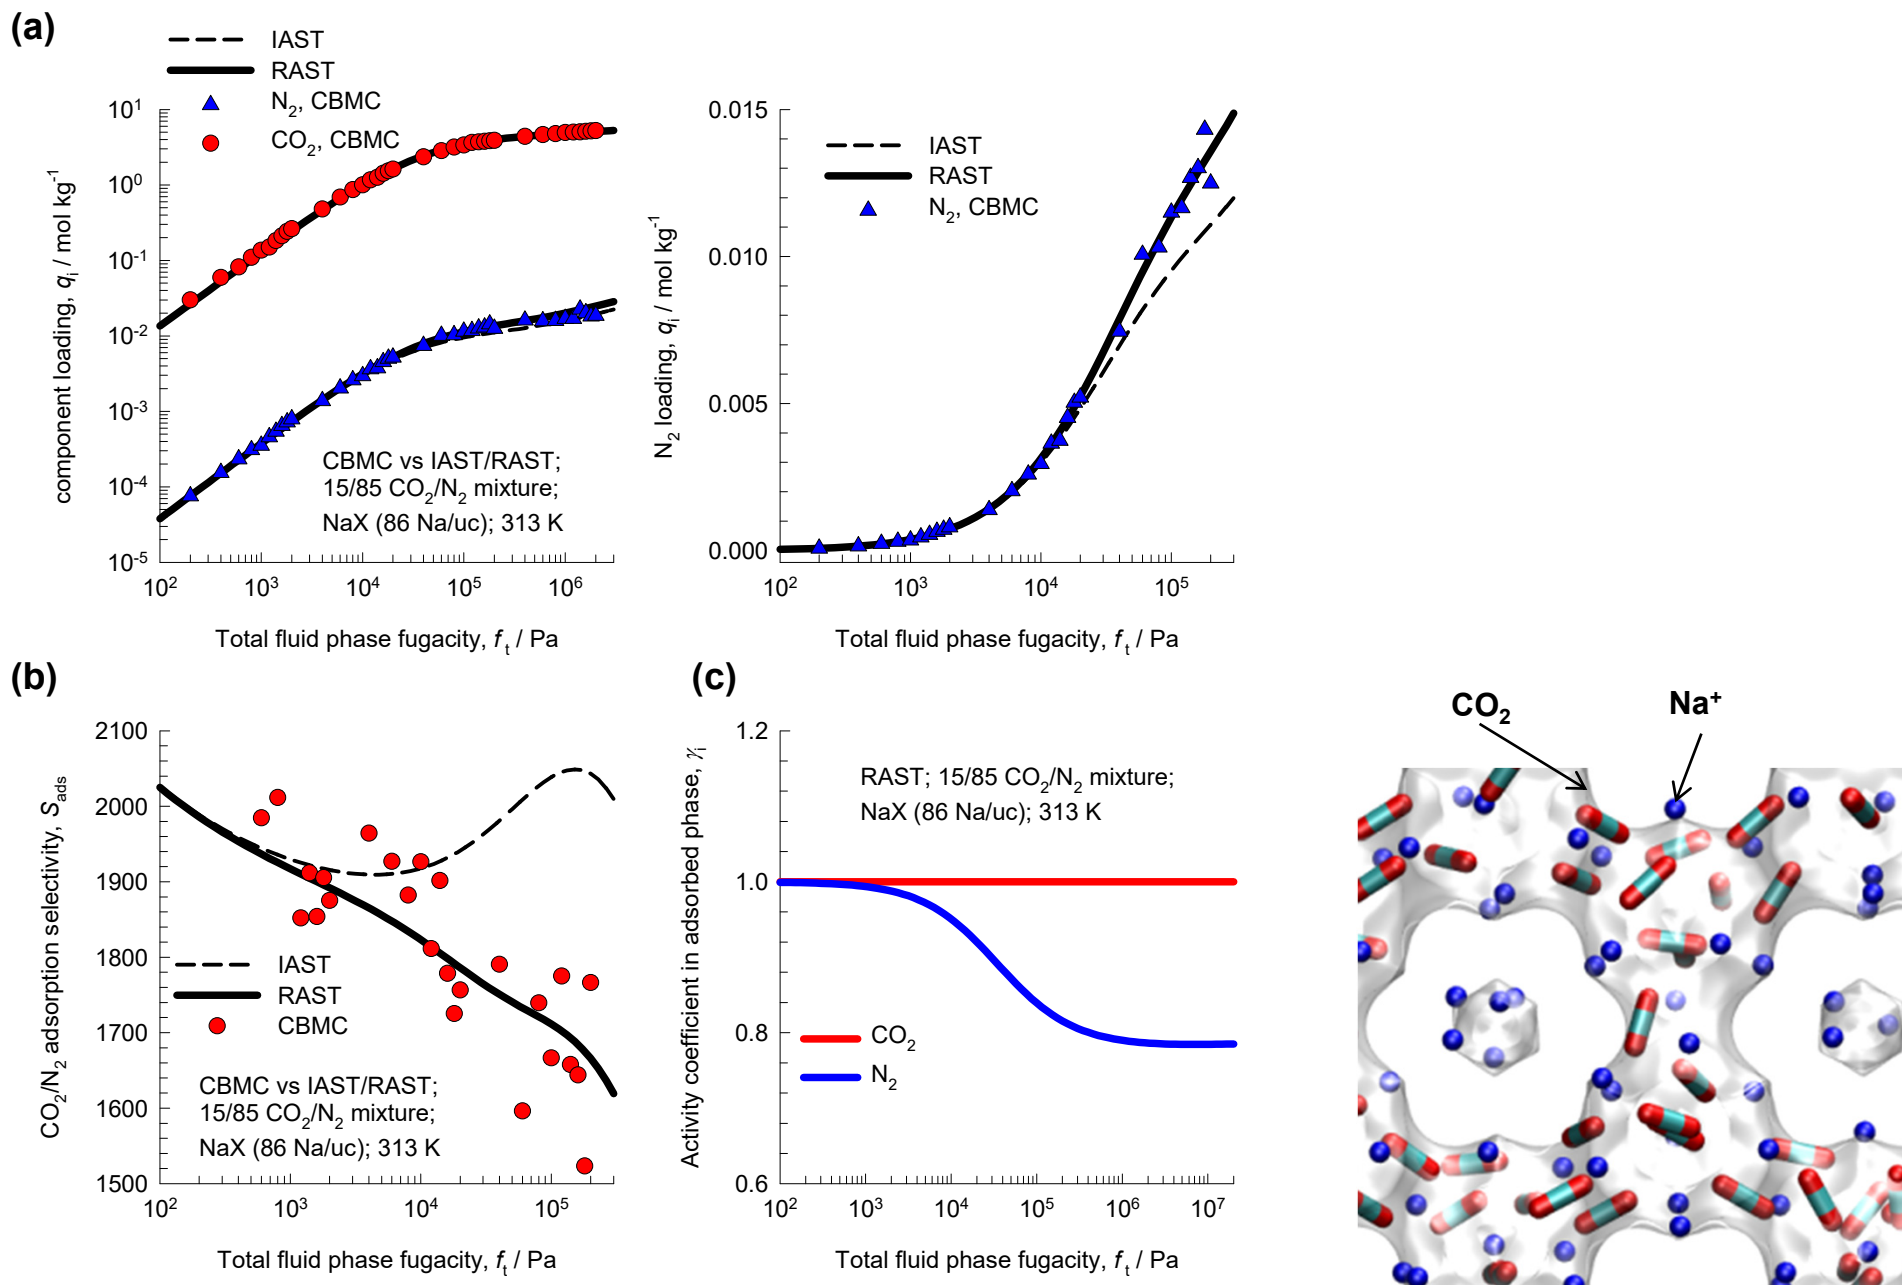 (a)
IAST
RAST
N2, CBMC
CO2, CBMC
10^1
10^0
10^-1
10^-2
10^-3
10^-4
10^-5
component loading, qi / mol kg^-1
CBMC vs IAST/RAST;
15/85 CO2/N2 mixture;
NaX (86 Na/uc); 313 K
10^2 10^3 10^4 10^5 10^6
Total fluid phase fugacity, ft / Pa
IAST
RAST
N2, CBMC
0.015
0.010
0.005
0.000
N2 loading, qi / mol kg^-1
10^2 10^3 10^4 10^5
Total fluid phase fugacity, ft / Pa
(b)
2100
2000
1900
1800
1700
1600
1500
CO2/N2 adsorption selectivity, Sads
IAST
RAST
CBMC
CBMC vs IAST/RAST;
15/85 CO2/N2 mixture;
NaX (86 Na/uc); 313 K
10^2 10^3 10^4 10^5
Total fluid phase fugacity, ft / Pa
(c)
1.2
1.0
0.8
0.6
Activity coefficient in adsorbed phase, γi
RAST; 15/85 CO2/N2 mixture;
NaX (86 Na/uc); 313 K
CO2
N2
10^2 10^3 10^4 10^5 10^6 10^7
Total fluid phase fugacity, ft / Pa
CO2
Na+